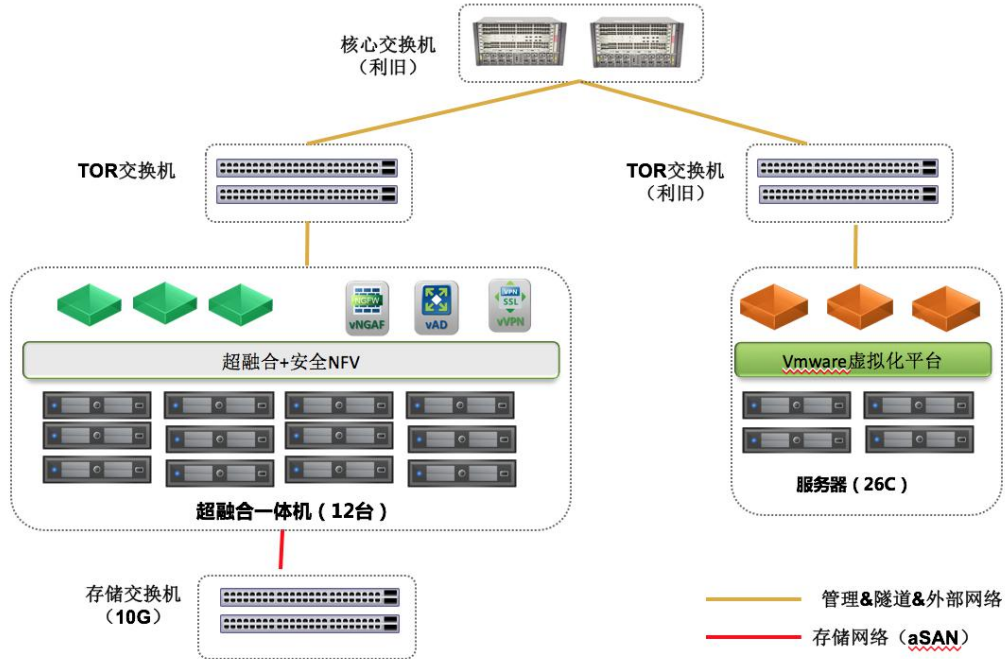 核心交换机
（利旧）
TOR交换机
TOR交换机
（利旧）
NGFW
vNGAF
vAD
VPN
SSL
vVPN
超融合+安全NFV
Vmware虚拟化平台
超融合一体机（12台）
服务器（26C）
存储交换机
（10G）
管理&隧道&外部网络
存储网络（aSAN）